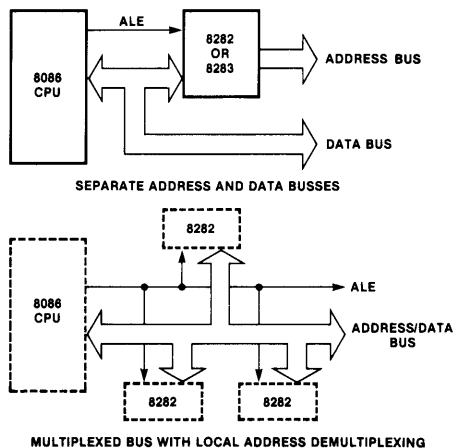 ALE
8086
CPU
8282
OR
8283
ADDRESS BUS
DATA BUS
SEPARATE ADDRESS AND DATA BUSSES
8282
8086
CPU
ALE
ADDRESS/DATA
BUS
8282
8282
MULTIPLEXED BUS WITH LOCAL ADDRESS DEMULTIPLEXING